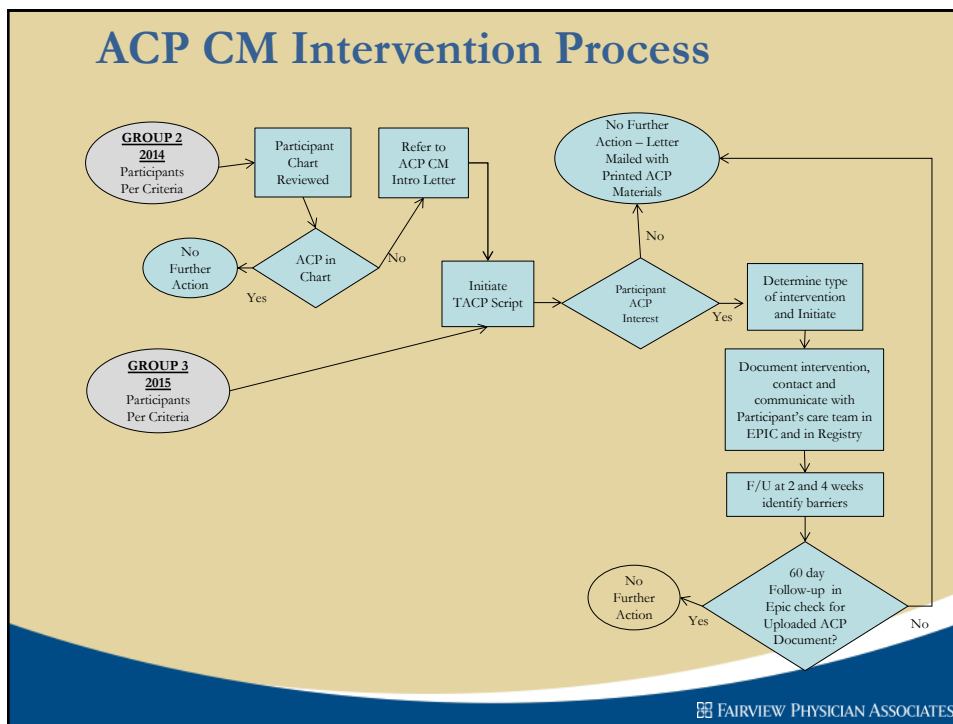 ACP CM Intervention Process
GROUP 2
2014
Participants
Per Criteria
Participant
Chart
Reviewed
Refer to
ACP CM
Intro Letter
No Further
Action – Letter
Mailed with
Printed ACP
Materials
No
Further
Action
Yes
ACP in
Chart
No
Initiate
TACP Script
No
Participant
ACP
Interest
Yes
Determine type
of intervention
and Initiate
GROUP 3
2015
Participants
Per Criteria
Document intervention,
contact and
communicate with
Participant's care team in
EPIC and in Registry
F/U at 2 and 4 weeks
identify barriers
No
Further
Action
Yes
60 day
Follow-up in
Epic check for
Uploaded ACP
Document?
No
FAIRVIEW PHYSICIAN ASSOCIATES